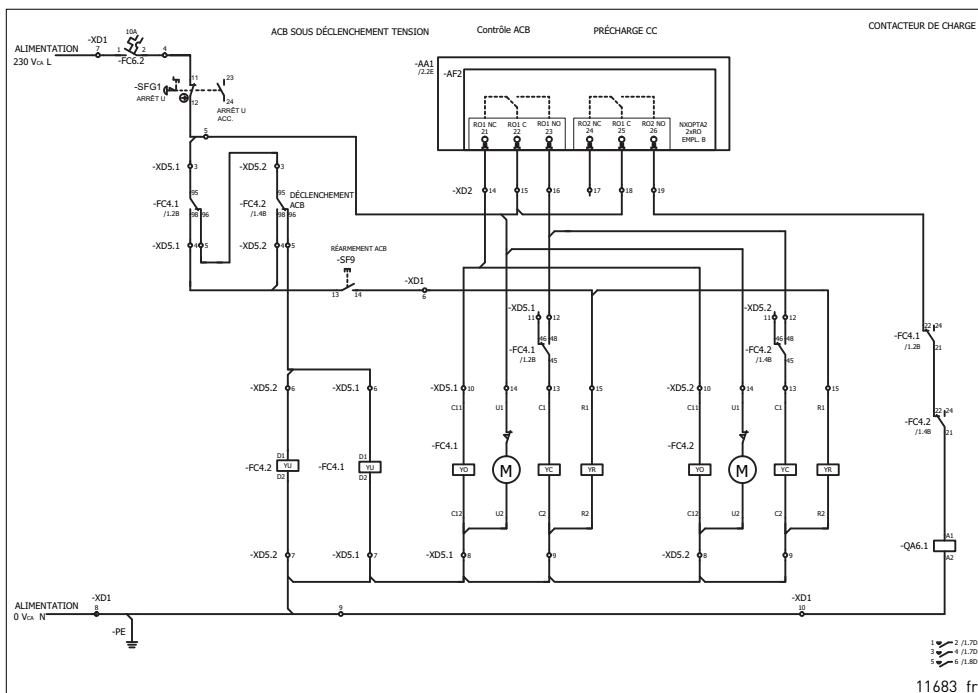 ACB SOUS DÉCLENCHEMENT TENSION
Contrôle ACB
PRÉCHARGE CC
CONTACTEUR DE CHARGE
10A
ALIMENTATION
230 VCA L
-XD1
7
1
2
4
-FC6.2
-SFG1
ARRÊT U
11
12
23
24
ARRÊT U
ACC.
5
-AA1
/2.2E
-AF2
RO1 NC
21
RO1 C
22
RO1 NO
23
RO2 NC
24
RO1 C
25
RO2 NO
26
NXOPTA2
2xRO
EMPL. B
-XD2
14
15
16
17
18
19
-XD5.1
3
-XD5.2
3
95
-FC4.1
/1.2B
98
96
95
-FC4.2
/1.4B
98
96
DÉCLENCHEMENT
ACB
-XD5.1
4
5
-XD5.2
4
5
RÉARMEMENT ACB
-SF9
13
14
-XD1
6
-XD5.1
11
12
46
48
-FC4.1
/1.2B
45
-XD5.2
11
12
46
48
-FC4.2
/1.4B
45
22
24
-FC4.1
/1.2B
21
22
24
-FC4.2
/1.4B
21
-XD5.2
6
-XD5.1
6
-XD5.1
10
14
13
15
-XD5.2
10
14
13
15
C11
U1
C1
R1
C11
U1
C1
R1
D1
-FC4.2
YU
D2
D1
-FC4.1
YU
D2
-FC4.1
YO
M
YC
YR
-FC4.2
YO
M
YC
YR
C12
U2
C2
R2
C12
U2
C2
R2
-QA6.1
A1
A2
-XD5.2
7
-XD5.1
7
-XD5.1
8
9
-XD5.2
8
9
ALIMENTATION
0 VCA N
-XD1
8
9
-XD1
10
-PE
1
2 /1.7D
3
4 /1.7D
5
6 /1.8D
11683_fr